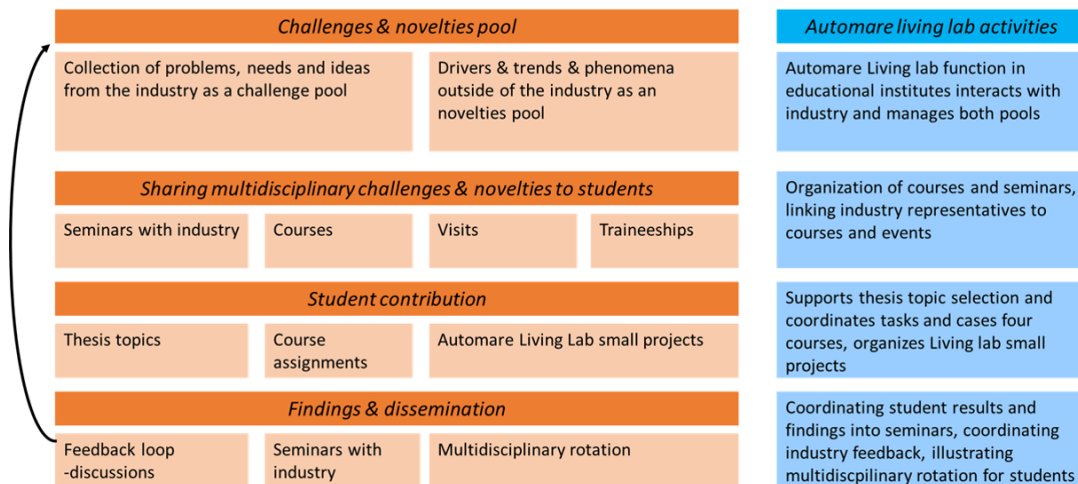 Challenges & novelties pool
Collection of problems, needs and ideas
from the industry as a challenge pool
Drivers & trends & phenomena
outside of the industry as an
novelties pool
Sharing multidisciplinary challenges & novelties to students
Seminars with industry
Courses
Visits
Traineeships
Student contribution
Thesis topics
Course
assignments
Automare Living Lab small projects
Findings & dissemination
Feedback loop
-discussions
Seminars with
industry
Multidisciplinary rotation
Automare living lab activities
Automare Living lab function in
educational institutes interacts with
industry and manages both pools
Organization of courses and seminars,
linking industry representatives to
courses and events
Supports thesis topic selection and
coordinates tasks and cases four
courses, organizes Living lab small
projects
Coordinating student results and
findings into seminars, coordinating
industry feedback, illustrating
multidiscpilinary rotation for students